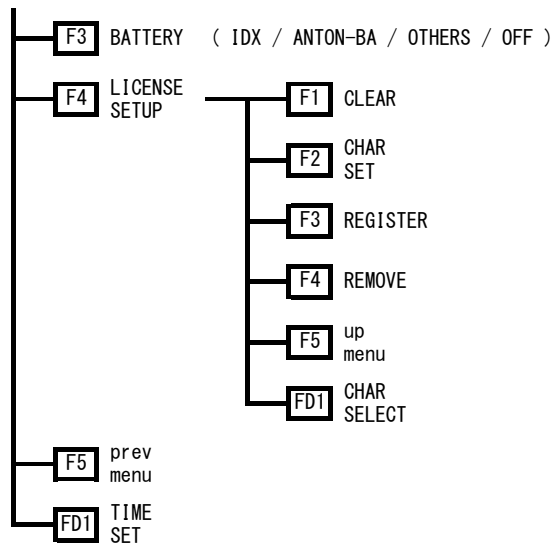 F3 BATTERY ( IDX / ANTON-BA / OTHERS / OFF )
F4 LICENSE
SETUP
F1 CLEAR
F2 CHAR
SET
F3 REGISTER
F4 REMOVE
F5 up
menu
FD1 CHAR
SELECT
F5 prev
menu
FD1 TIME
SET